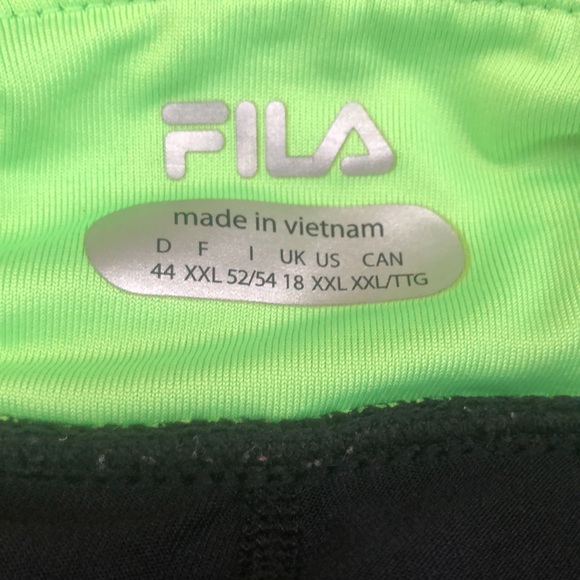 FILA
made in vietnam
D F I UK US CAN
44 XXL 52/54 18 XXL XXL/TTG